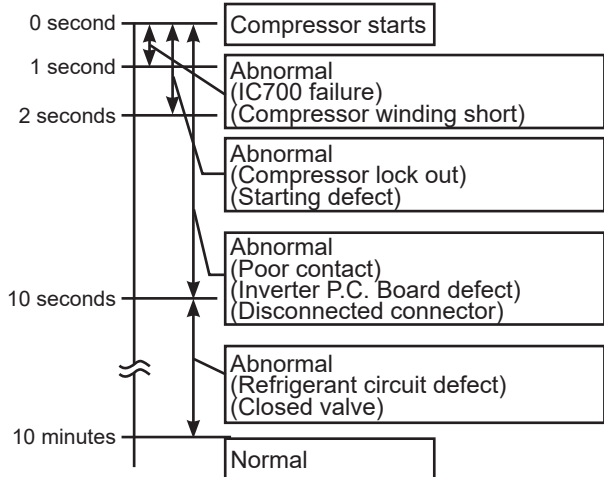 0 second
Compressor starts
1 second
Abnormal
(IC700 failure)
(Compressor winding short)
2 seconds
Abnormal
(Compressor lock out)
(Starting defect)
Abnormal
(Poor contact)
(Inverter P.C. Board defect)
(Disconnected connector)
10 seconds
Abnormal
(Refrigerant circuit defect)
(Closed valve)
10 minutes
Normal